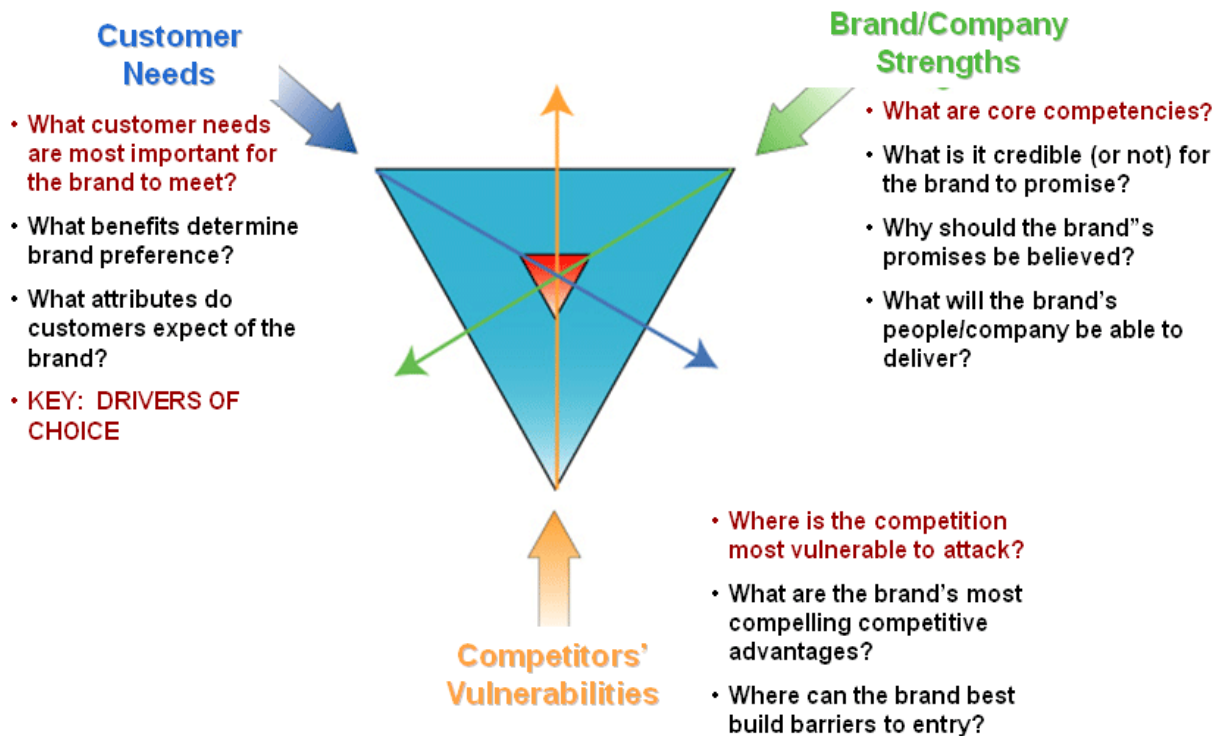 Customer
Needs
• What customer needs
are most important for
the brand to meet?
• What benefits determine
brand preference?
• What attributes do
customers expect of the
brand?
• KEY: DRIVERS OF
CHOICE
Brand/Company
Strengths
• What are core competencies?
• What is it credible (or not) for
the brand to promise?
• Why should the brand"s
promises be believed?
• What will the brand's
people/company be able to
deliver?
Competitors'
Vulnerabilities
• Where is the competition
most vulnerable to attack?
• What are the brand's most
compelling competitive
advantages?
• Where can the brand best
build barriers to entry?